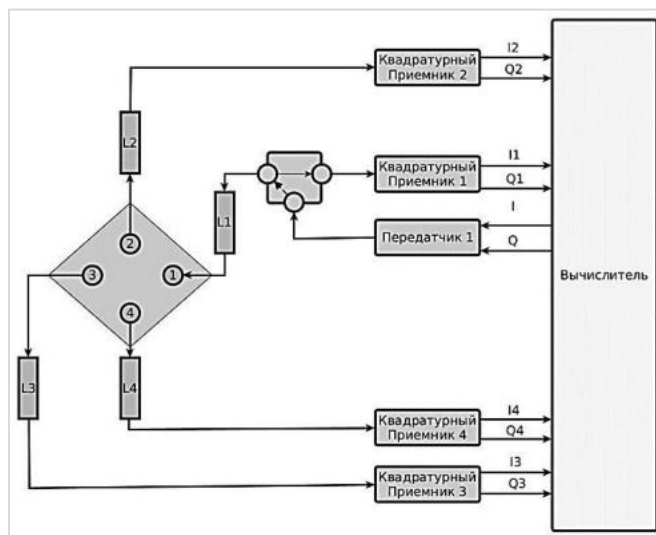 Квадратурный
Приемник 2
I2
Q2
L2
L1
Квадратурный
Приемник 1
I1
Q1
Передатчик 1
I
Q
Вычислитель
2
3
1
4
L3
L4
Квадратурный
Приемник 4
I4
Q4
Квадратурный
Приемник 3
I3
Q3